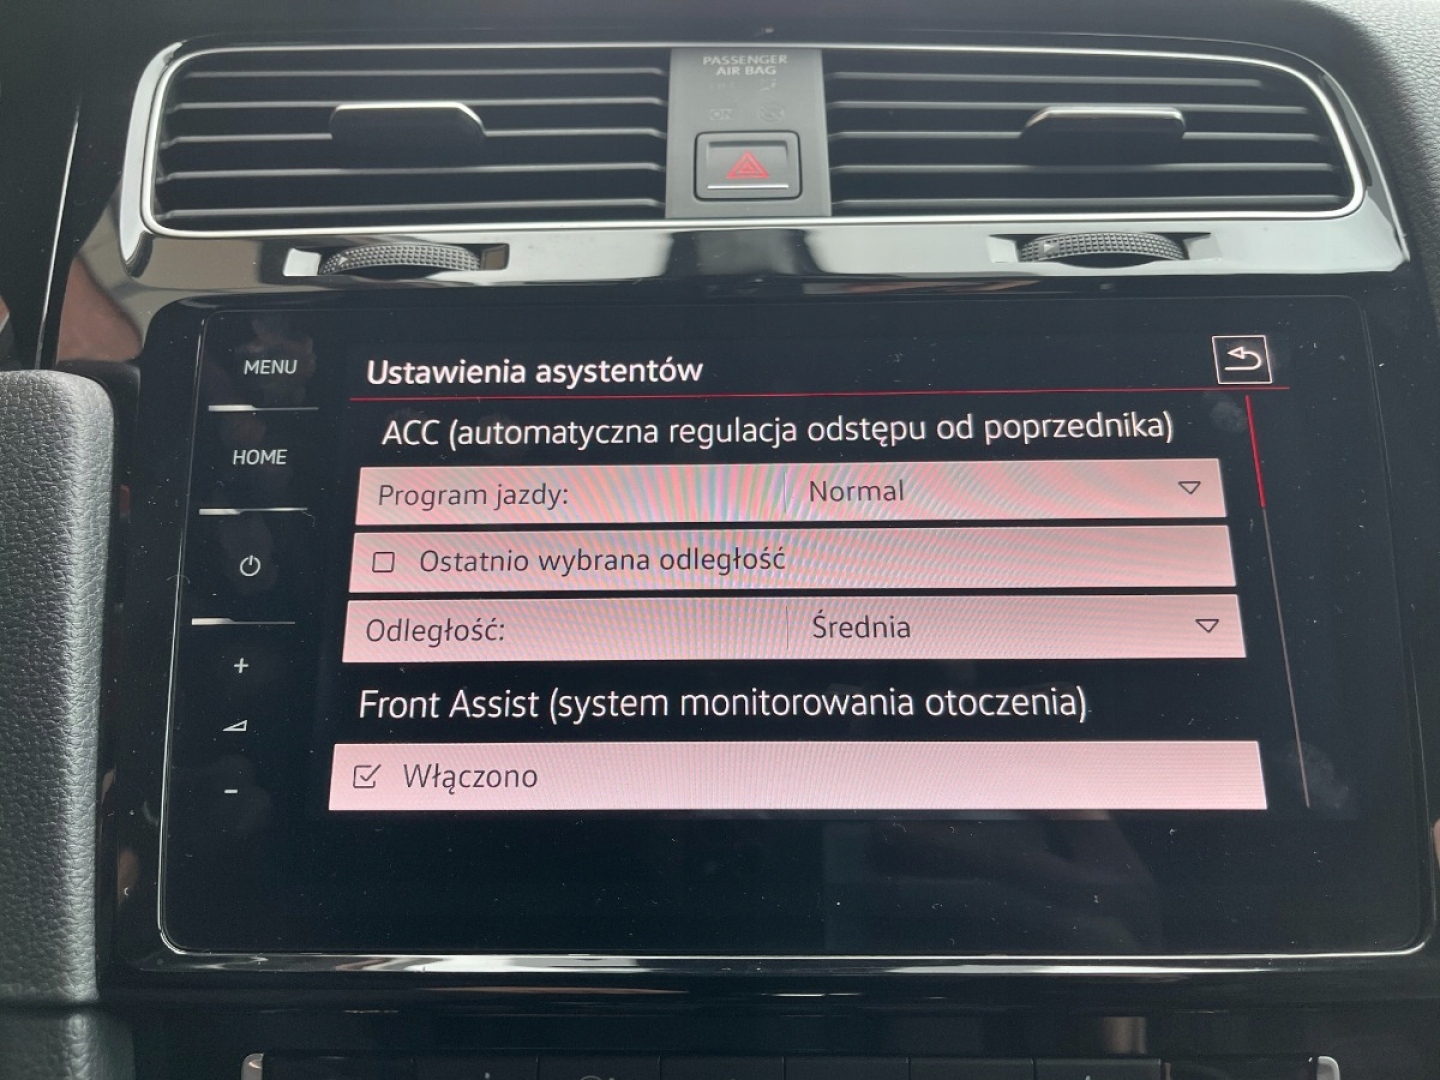 PASSENGER
AIR BAG
MENU
HOME
+
-
Ustawienia asystentów
ACC (automatyczna regulacja odstępu od poprzednika)
Program jazdy: Normal
Ostatnio wybrana odległość
Odległość: Średnia
Front Assist (system monitorowania otoczenia)
Włączono